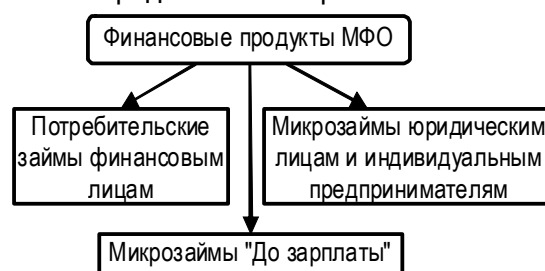 Финансовые продукты МФО
Потребительские
займы финансовым
лицам
Микрозаймы юридическим
лицам и индивидуальным
предпринимателям
Микрозаймы "До зарплаты"